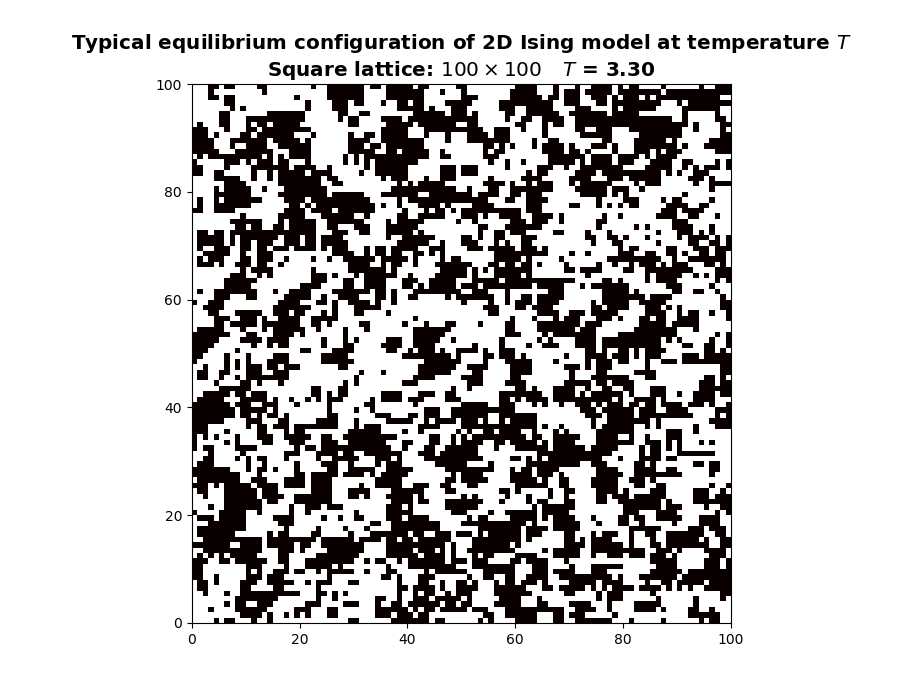 Typical equilibrium configuration of 2D Ising model at temperature T
Square lattice: 100 × 100 T = 3.30
100
80
60
40
20
0
0 20 40 60 80 100